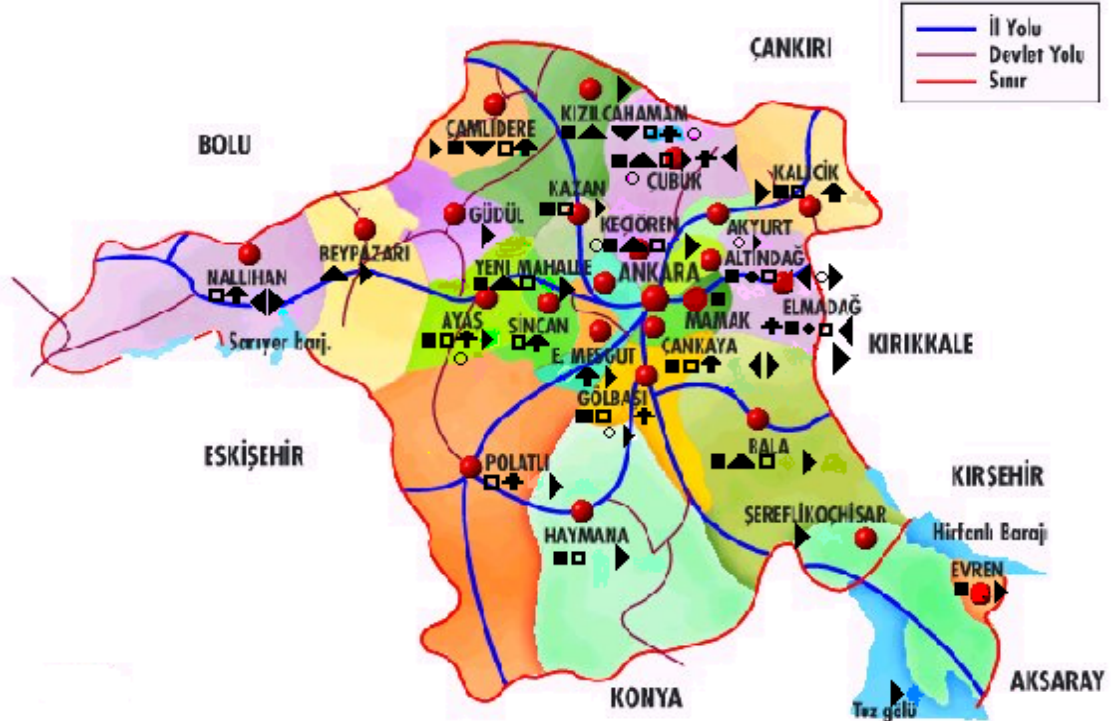 İl Yolu
Devlet Yolu
Sınır
ÇANKIRI
BOLU
KIZILCAHAMAM
ÇAMLIDERE
ÇUBUK
KALICIK
KAZAN
GÜDÜL
KEÇİÖREN
AKYURT
BEYPAZARI
NALLIHAN
YENİ MAHALLE
ANKARA
ALTINDAĞ
ELMADAĞ
AYAŞ
SİNCAN
MAMAK
Sarıyer barj.
E. MESGUT
ÇANKAYA
KIRIKKALE
GÖLBAŞI
ESKİŞEHİR
POLATLI
BALA
KIRŞEHİR
HAYMANA
ŞEREFLİKOÇHİSAR
Hirfanlı Barajı
EVREN
KONYA
AKSARAY
Tuz gölü